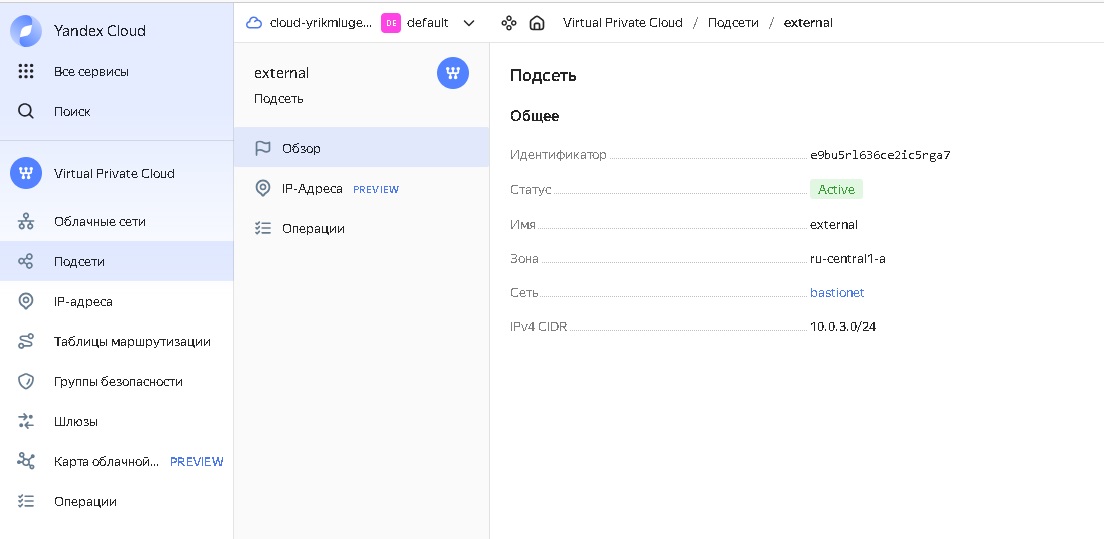 Yandex Cloud
Все сервисы
Поиск
Virtual Private Cloud
Облачные сети
Подсети
IP-адреса
Таблицы маршрутизации
Группы безопасности
Шлюзы
Карта облачной... PREVIEW
Операции
cloud-yrikmluge... DE default
Virtual Private Cloud / Подсети / external
external
Подсеть
Обзор
IP-Адреса PREVIEW
Операции
Подсеть
Общее
Идентификатор e9bu5rl636ce2ic5rga7
Статус Active
Имя external
Зона ru-central1-a
Сеть bastionet
IPv4 CIDR 10.0.3.0/24